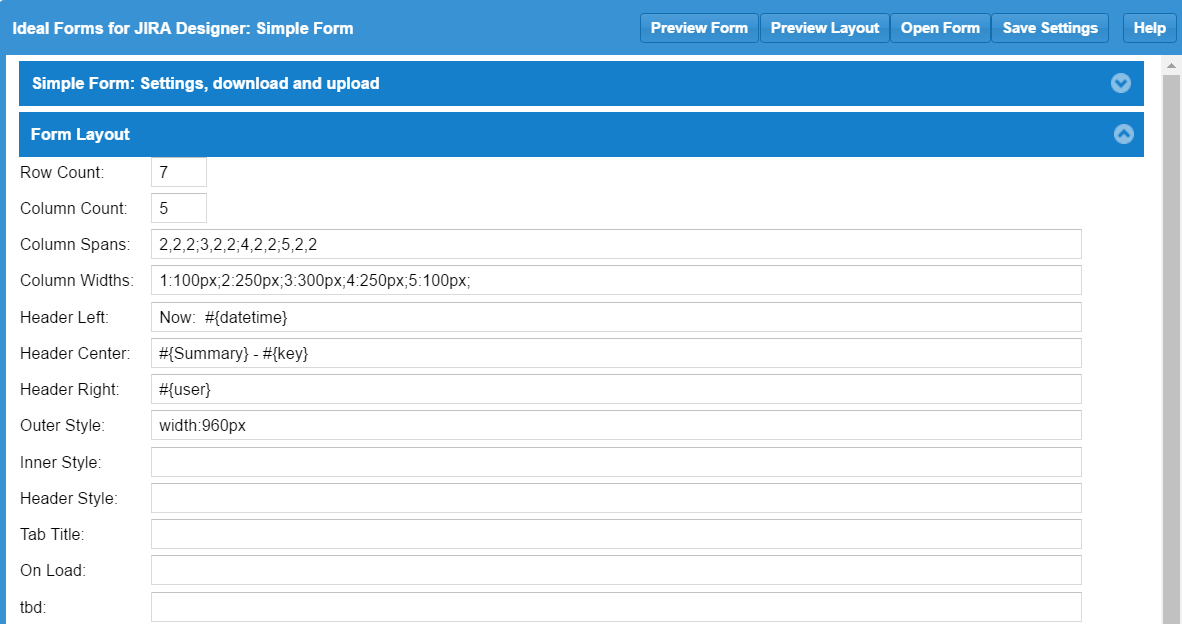 Ideal Forms for JIRA Designer: Simple Form Preview Form Preview Layout Open Form Save Settings Help
Simple Form: Settings, download and upload
Form Layout
Row Count: 7
Column Count: 5
Column Spans: 2,2,2;3,2,2;4,2,2;5,2,2
Column Widths: 1:100px;2:250px;3:300px;4:250px;5:100px;
Header Left: Now:  #{datetime}
Header Center: #{Summary} - #{key}
Header Right: #{user}
Outer Style: width:960px
Inner Style:
Header Style:
Tab Title:
On Load:
tbd: